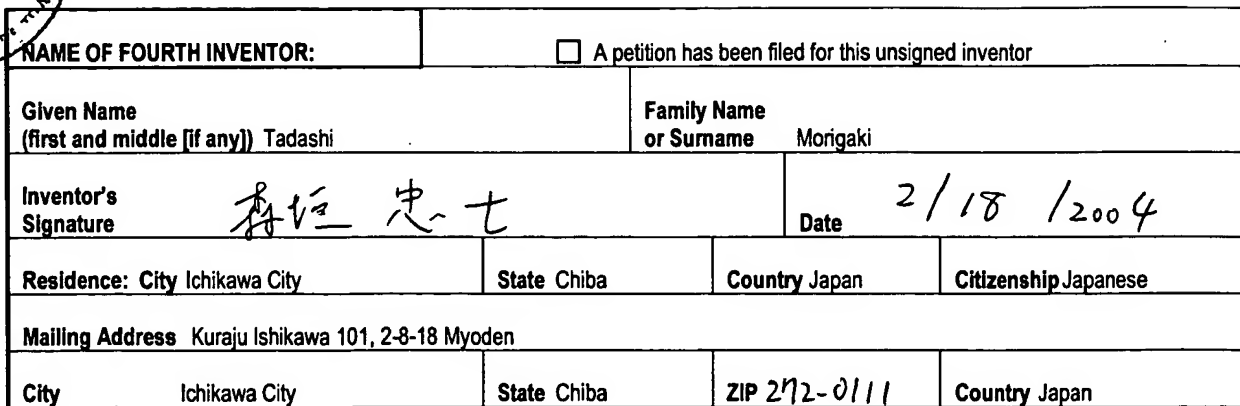 NAME OF FOURTH INVENTOR: ☐ A petition has been filed for this unsigned inventor
Given Name Family Name
(first and middle [if any]) Tadashi or Surname Morigaki
Inventor's 森垣 忠士 2/18/2004
Signature Date
Residence: City Ichikawa City State Chiba Country Japan Citizenship Japanese
Mailing Address Kuraju Ishikawa 101, 2-8-18 Myoden
City Ichikawa City State Chiba ZIP 272-0111 Country Japan